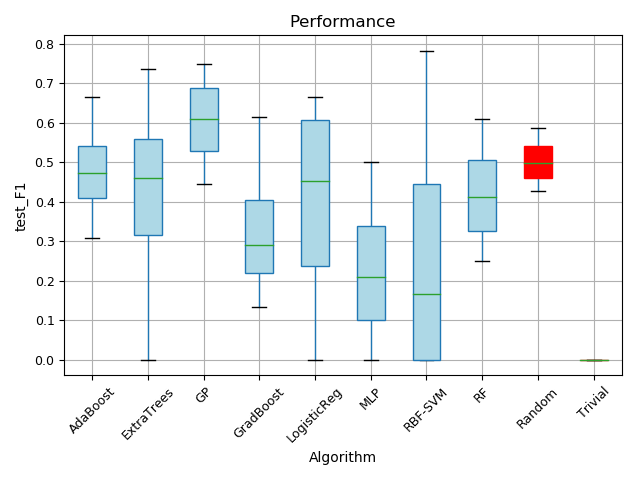 Performance
test_F1
0.8
0.7
0.6
0.5
0.4
0.3
0.2
0.1
0.0
AdaBoost
ExtraTrees
GP
GradBoost
LogisticReg
MLP
RBF-SVM
RF
Random
Trivial
Algorithm